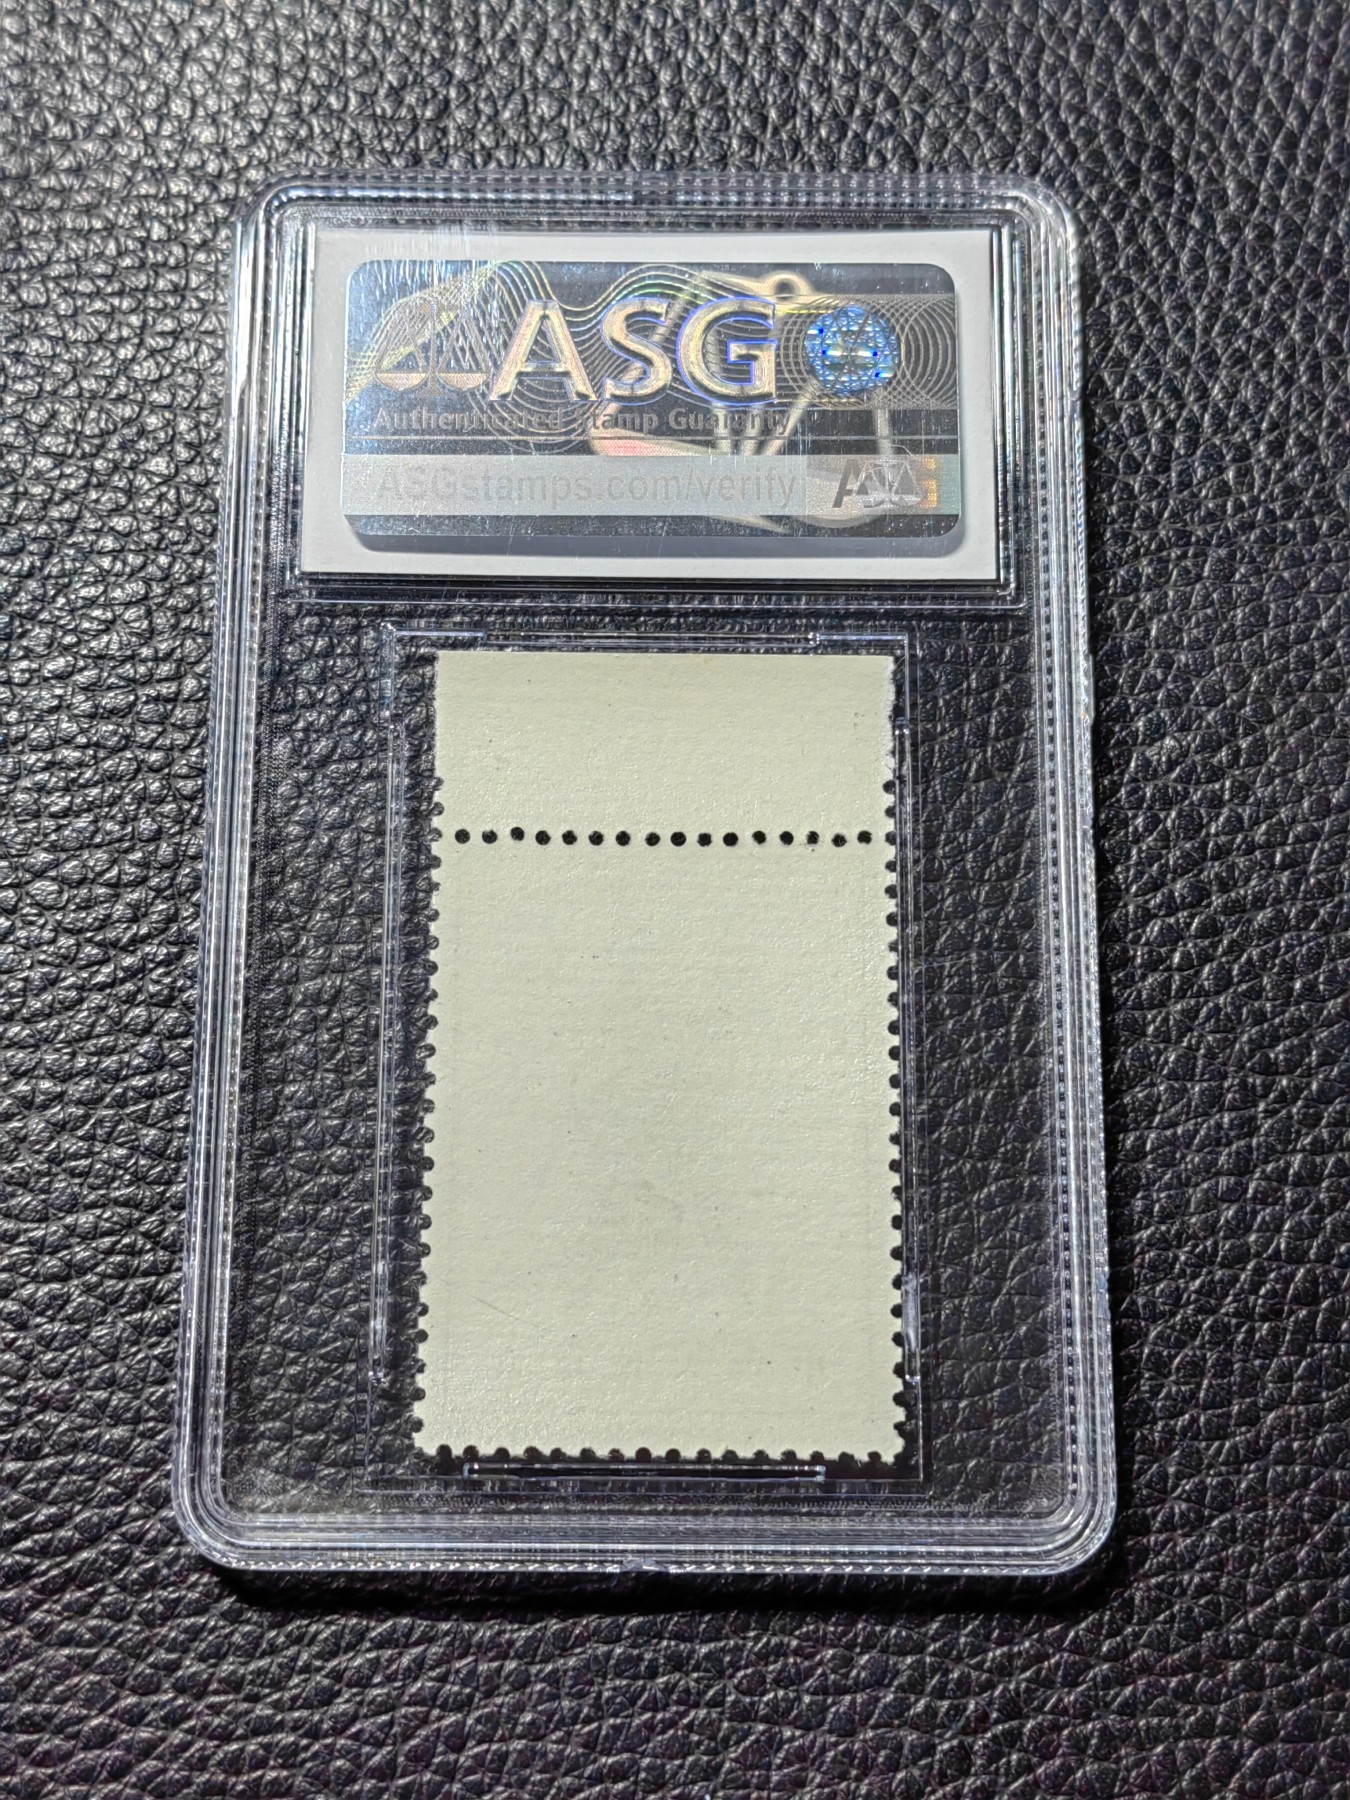 ASG
Authenticated Stamp Guaranty
ASGstamps.com/verify